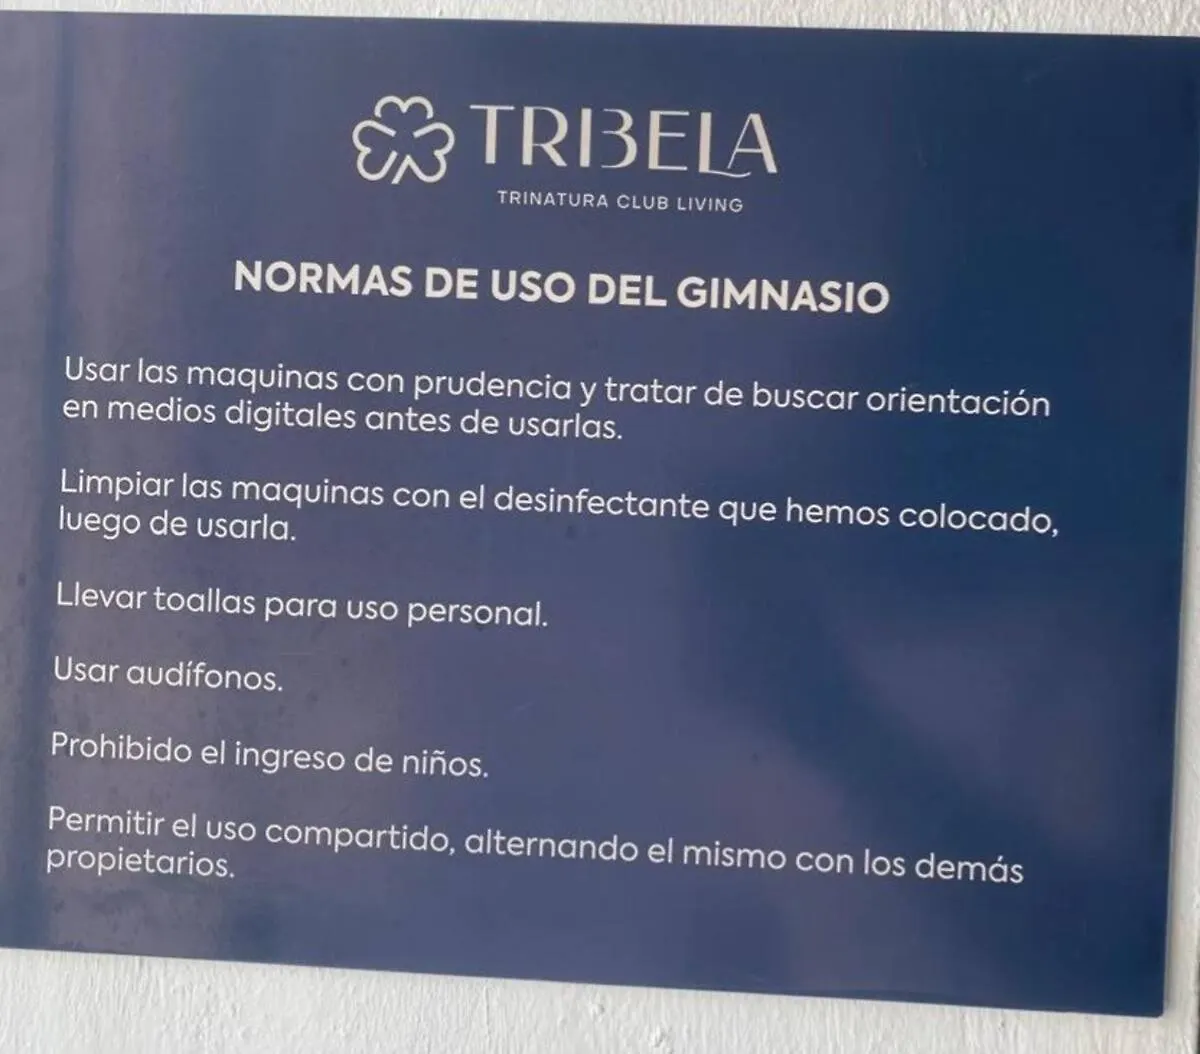 TRIBELA
TRINATURA CLUB LIVING
NORMAS DE USO DEL GIMNASIO
Usar las maquinas con prudencia y tratar de buscar orientación
en medios digitales antes de usarlas.
Limpiar las maquinas con el desinfectante que hemos colocado,
luego de usarla.
Llevar toallas para uso personal.
Usar audífonos.
Prohibido el ingreso de niños.
Permitir el uso compartido, alternando el mismo con los demás
propietarios.